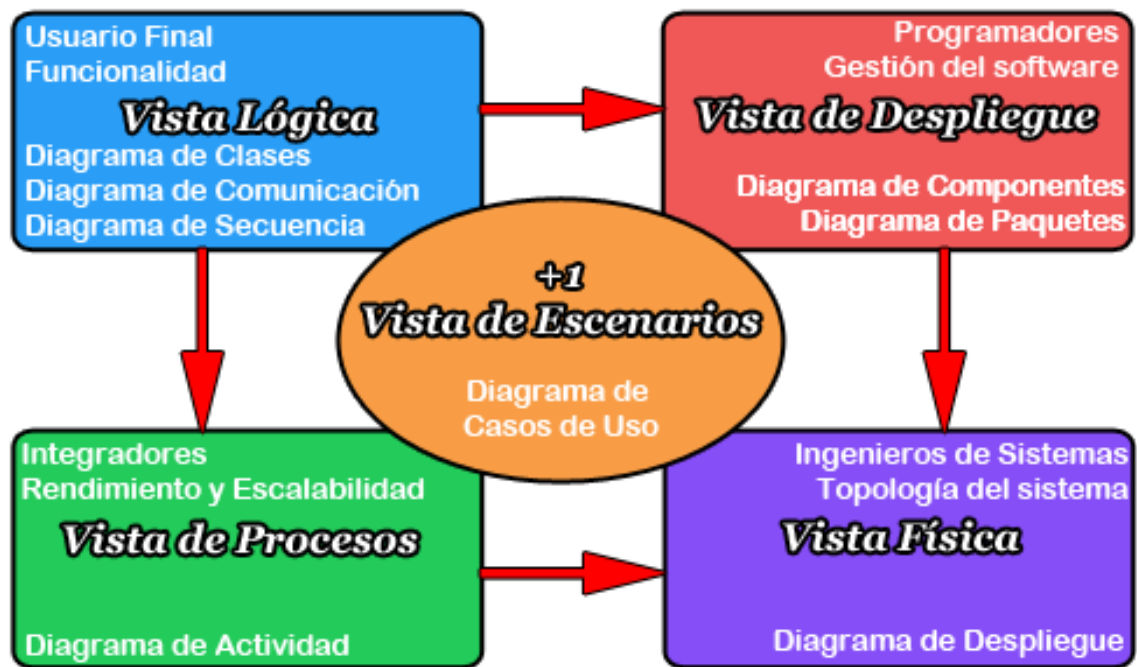 Usuario Final
Funcionalidad
Vista Lógica
Diagrama de Clases
Diagrama de Comunicación
Diagrama de Secuencia
Programadores
Gestión del software
Vista de Despliegue
Diagrama de Componentes
Diagrama de Paquetes
+1
Vista de Escenarios
Diagrama de
Casos de Uso
Integradores
Rendimiento y Escalabilidad
Vista de Procesos
Diagrama de Actividad
Ingenieros de Sistemas
Topología del sistema
Vista Física
Diagrama de Despliegue